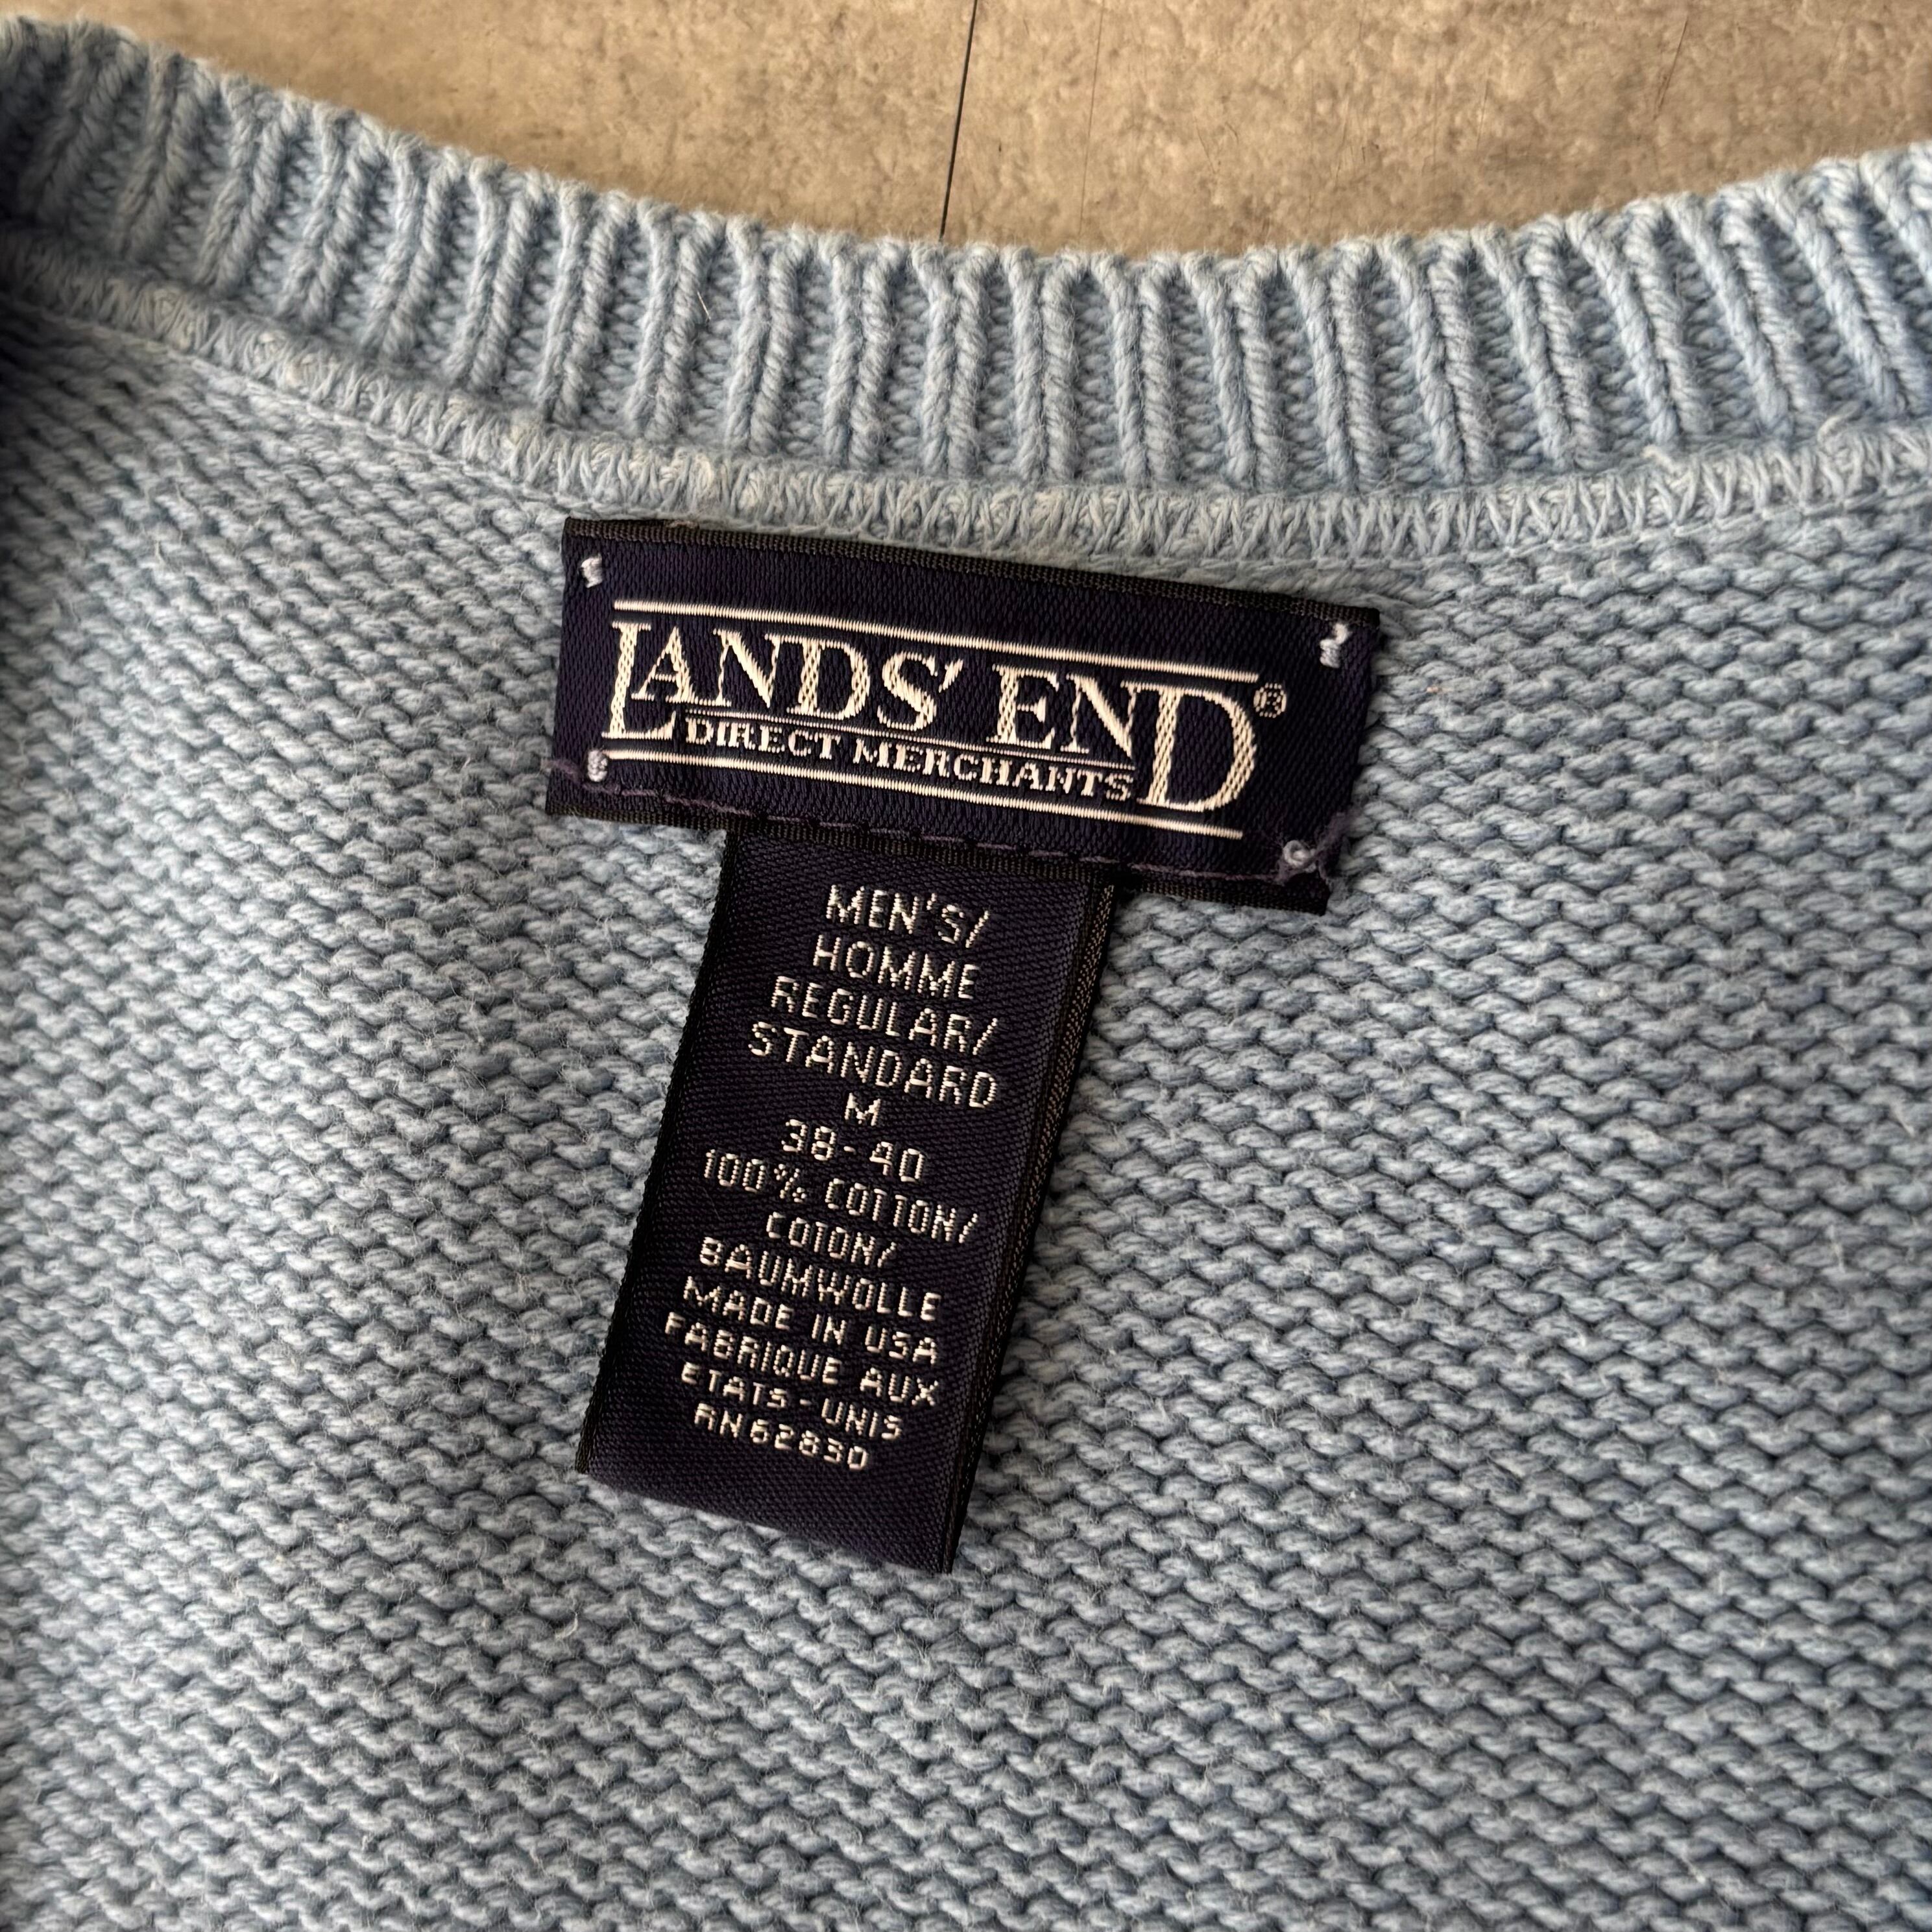 LANDS' END®
DIRECT MERCHANTS
MEN'S/
HOMME
REGULAR/
STANDARD
M
38-40
100% COTTON/
COTON/
BAUMWOLLE
MADE IN USA
FABRIQUE AUX
ETATS-UNIS
RN62830